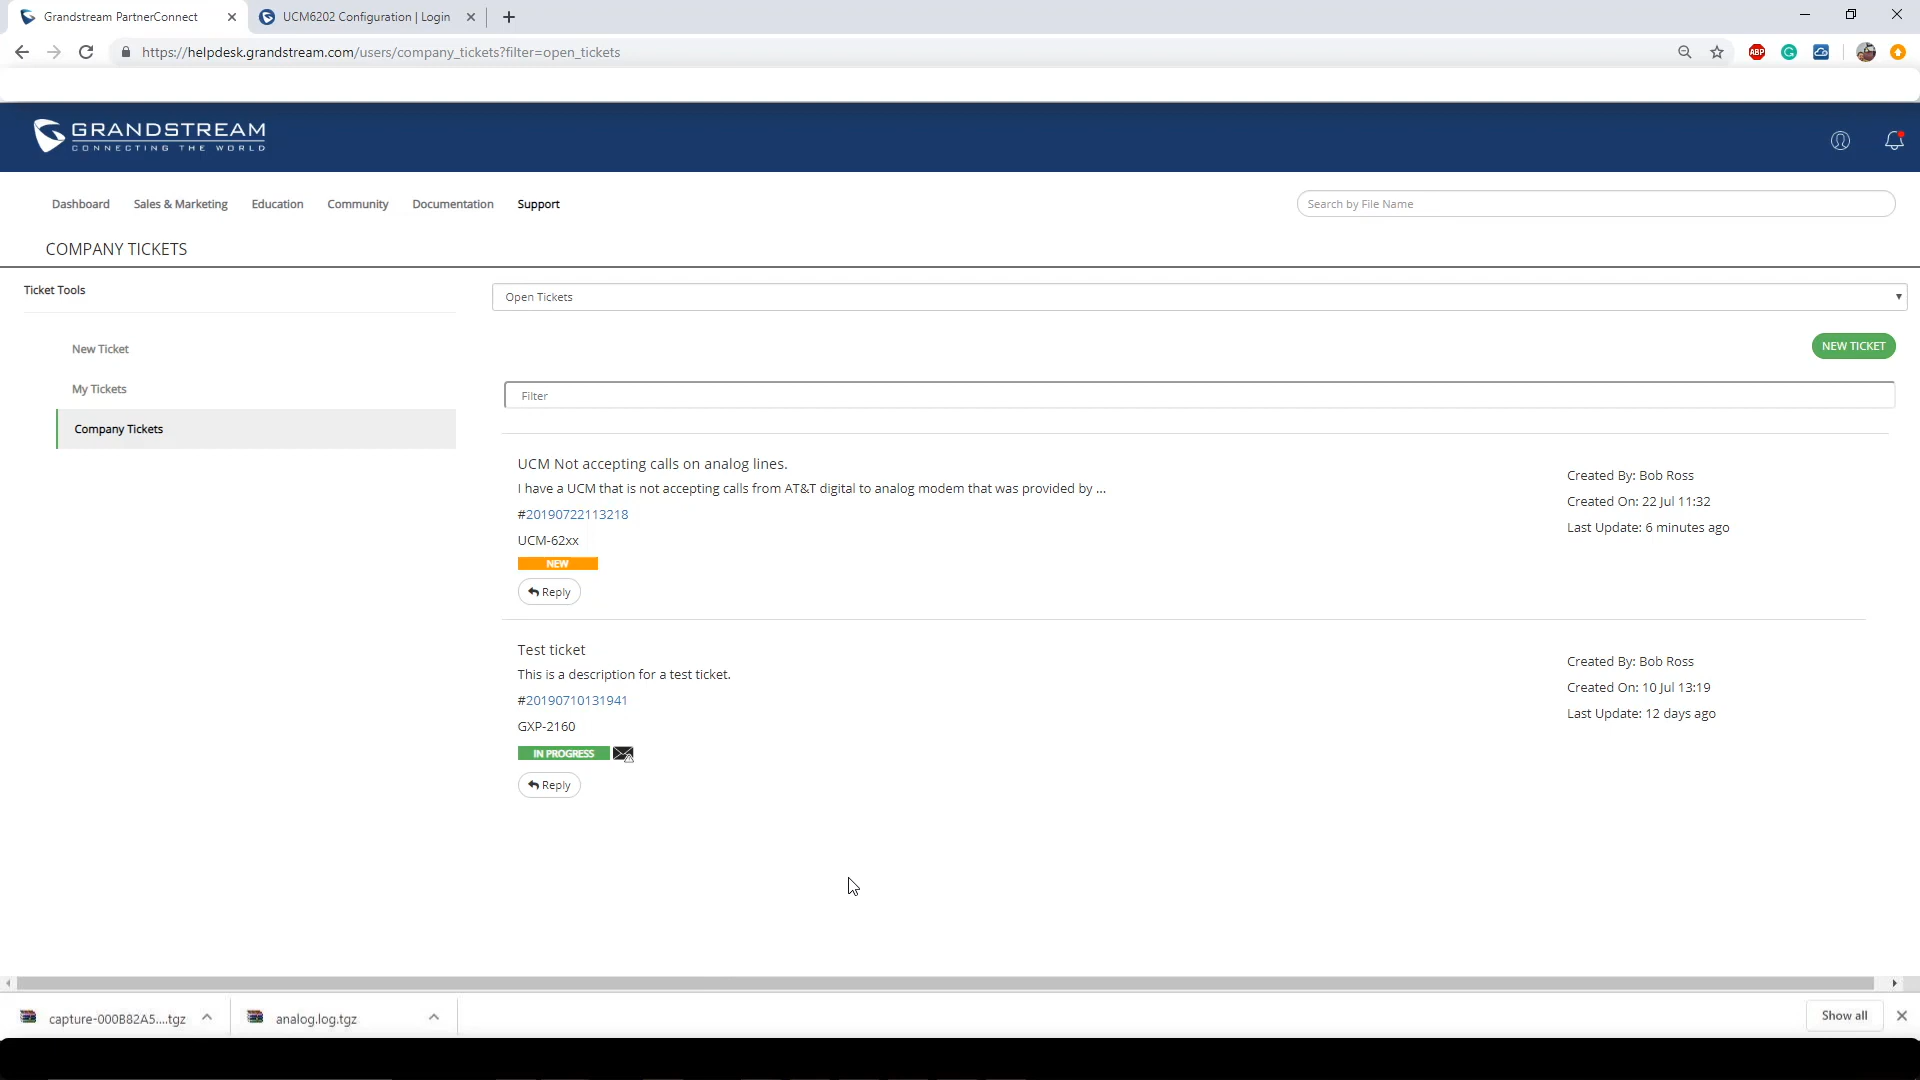 Grandstream PartnerConnect
UCM6202 Configuration | Login
https://helpdesk.grandstream.com/users/company_tickets?filter=open_tickets
ABP
GRANDSTREAM
CONNECTING THE WORLD
Dashboard
Sales & Marketing
Education
Community
Documentation
Support
Search by File Name
COMPANY TICKETS
Ticket Tools
New Ticket
My Tickets
Company Tickets
Open Tickets
NEW TICKET
Filter
UCM Not accepting calls on analog lines.
I have a UCM that is not accepting calls from AT&T digital to analog modem that was provided by ...
#20190722113218
UCM-62xx
NEW
Reply
Created By: Bob Ross
Created On: 22 Jul 11:32
Last Update: 6 minutes ago
Test ticket
This is a description for a test ticket.
#20190710131941
GXP-2160
IN PROGRESS
Reply
Created By: Bob Ross
Created On: 10 Jul 13:19
Last Update: 12 days ago
capture-000B82A5....tgz
analog.log.tgz
Show all